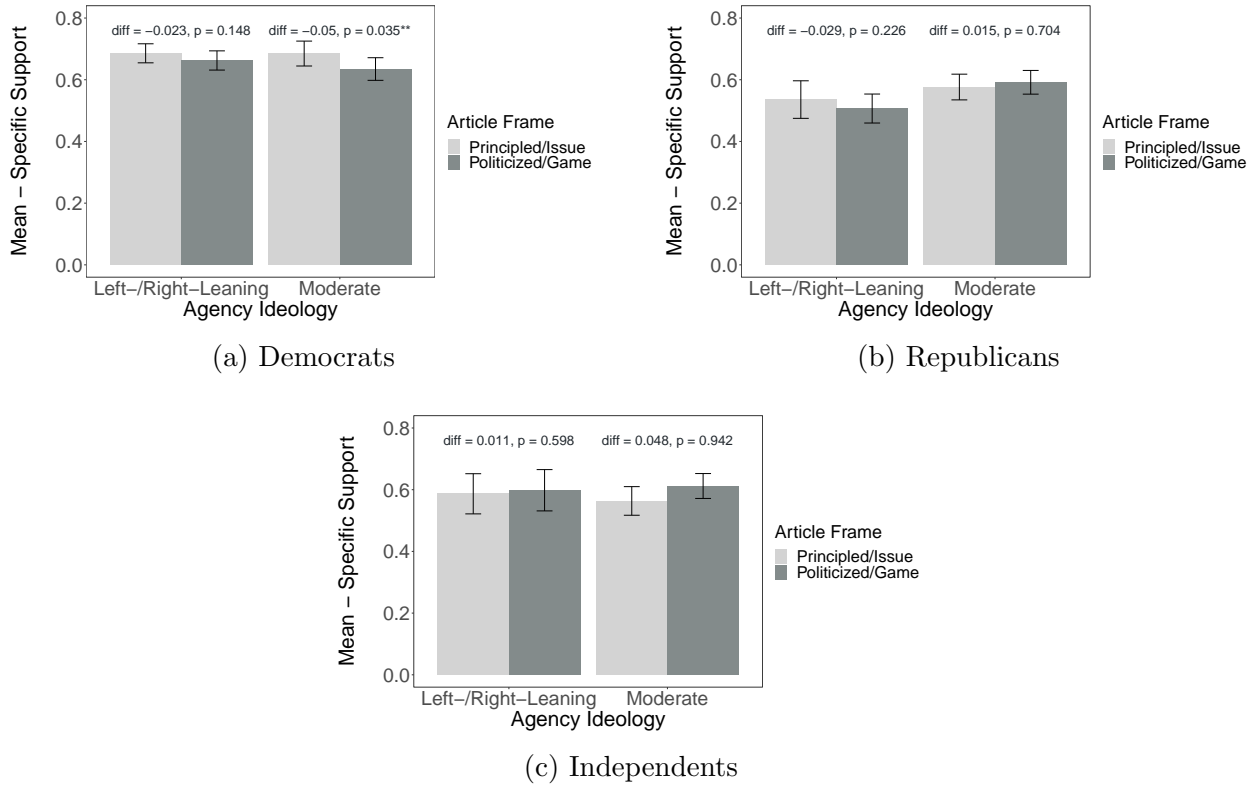 0.8
diff = −0.023, p = 0.148 diff = −0.05, p = 0.035**
0.6
0.4
0.2
0.0
Mean − Specific Support
Left−/Right−Leaning Moderate
Agency Ideology
Article Frame
Principled/Issue
Politicized/Game
(a) Democrats
0.8
diff = −0.029, p = 0.226 diff = 0.015, p = 0.704
0.6
0.4
0.2
0.0
Mean − Specific Support
Left−/Right−Leaning Moderate
Agency Ideology
Article Frame
Principled/Issue
Politicized/Game
(b) Republicans
0.8
diff = 0.011, p = 0.598 diff = 0.048, p = 0.942
0.6
0.4
0.2
0.0
Mean − Specific Support
Left−/Right−Leaning Moderate
Agency Ideology
Article Frame
Principled/Issue
Politicized/Game
(c) Independents